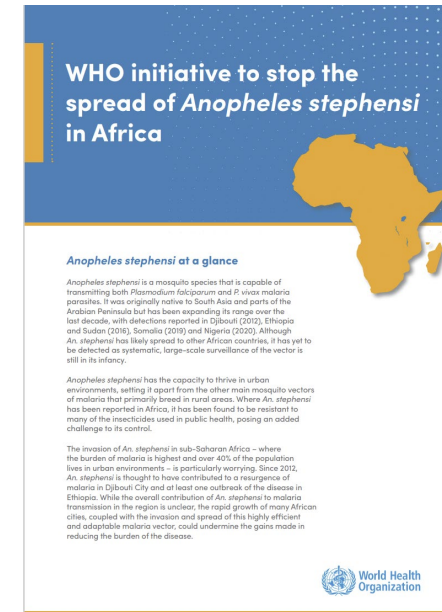 WHO initiative to stop the
spread of Anopheles stephensi
in Africa
Anopheles stephensi at a glance
Anopheles stephensi is a mosquito species that is capable of
transmitting both Plasmodium falciparum and P. vivax malaria
parasites. It was originally native to South Asia and parts of the
Arabian Peninsula but has been expanding its range over the
last decade, with detections reported in Djibouti (2012), Ethiopia
and Sudan (2016), Somalia (2019) and Nigeria (2020). Although
An. stephensi has likely spread to other African countries, it has yet to
be detected as systematic, large-scale surveillance of the vector is
still in its infancy.
Anopheles stephensi has the capacity to thrive in urban
environments, setting it apart from the other main mosquito vectors
of malaria that primarily breed in rural areas. Where An. stephensi
has been reported in Africa, it has been found to be resistant to
many of the insecticides used in public health, posing an added
challenge to its control.
The invasion of An. stephensi in sub-Saharan Africa – where
the burden of malaria is highest and over 40% of the population
lives in urban environments – is particularly worrying. Since 2012,
An. stephensi is thought to have contributed to a resurgence of
malaria in Djibouti City and at least one outbreak of the disease in
Ethiopia. While the overall contribution of An. stephensi to malaria
transmission in the region is unclear, the rapid growth of many African
cities, coupled with the invasion and spread of this highly efficient
and adaptable malaria vector, could undermine the gains made in
reducing the burden of the disease.
World Health
Organization